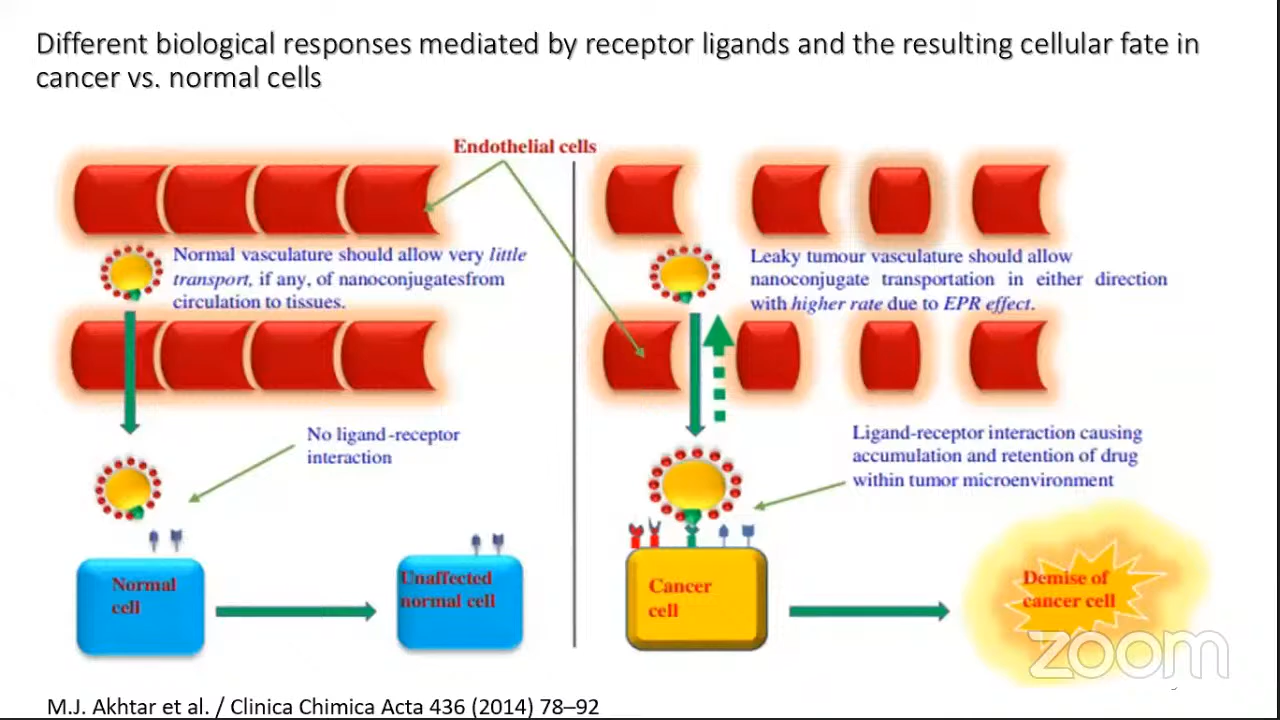 Different biological responses mediated by receptor ligands and the resulting cellular fate in
cancer vs. normal cells
Endothelial cells
Normal vasculature should allow very little
transport, if any, of nanoconjugatesfrom
circulation to tissues.
Leaky tumour vasculature should allow
nanoconjugate transportation in either direction
with higher rate due to EPR effect.
No ligand-receptor
interaction
Ligand-receptor interaction causing
accumulation and retention of drug
within tumor microenvironment
Normal
cell
Unaffected
normal cell
Cancer
cell
Demise of
cancer cell
zoom
M.J. Akhtar et al. / Clinica Chimica Acta 436 (2014) 78–92